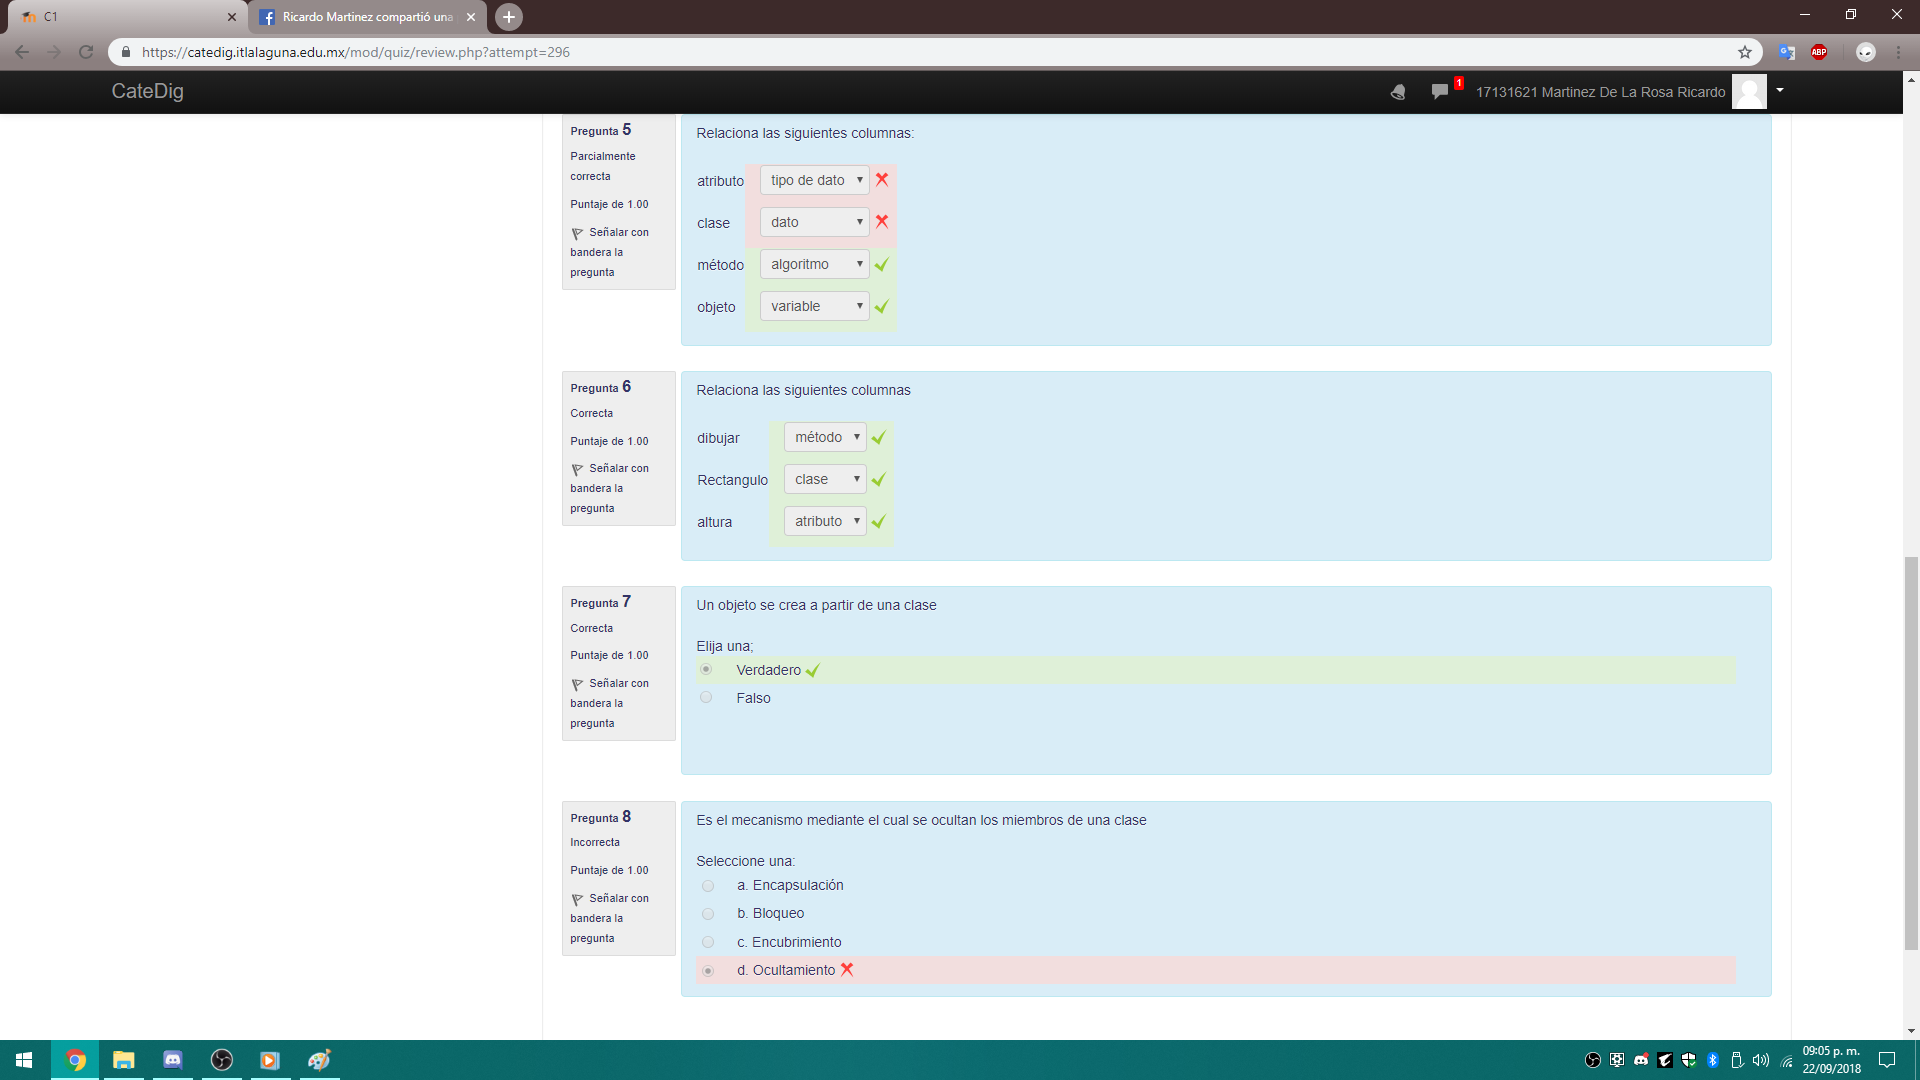 C1
Ricardo Martinez compartió una
https://catedig.itlalaguna.edu.mx/mod/quiz/review.php?attempt=296
ABP
CateDig
1
17131621 Martinez De La Rosa Ricardo
Pregunta 5
Parcialmente
correcta
Puntaje de 1.00
Señalar con
bandera la
pregunta
Relaciona las siguientes columnas:
atributo tipo de dato
clase dato
método algoritmo
objeto variable
Pregunta 6
Correcta
Puntaje de 1.00
Señalar con
bandera la
pregunta
Relaciona las siguientes columnas
dibujar método
Rectangulo clase
altura atributo
Pregunta 7
Correcta
Puntaje de 1.00
Señalar con
bandera la
pregunta
Un objeto se crea a partir de una clase
Elija una;
Verdadero
Falso
Pregunta 8
Incorrecta
Puntaje de 1.00
Señalar con
bandera la
pregunta
Es el mecanismo mediante el cual se ocultan los miembros de una clase
Seleccione una:
a. Encapsulación
b. Bloqueo
c. Encubrimiento
d. Ocultamiento
09:05 p. m.
22/09/2018